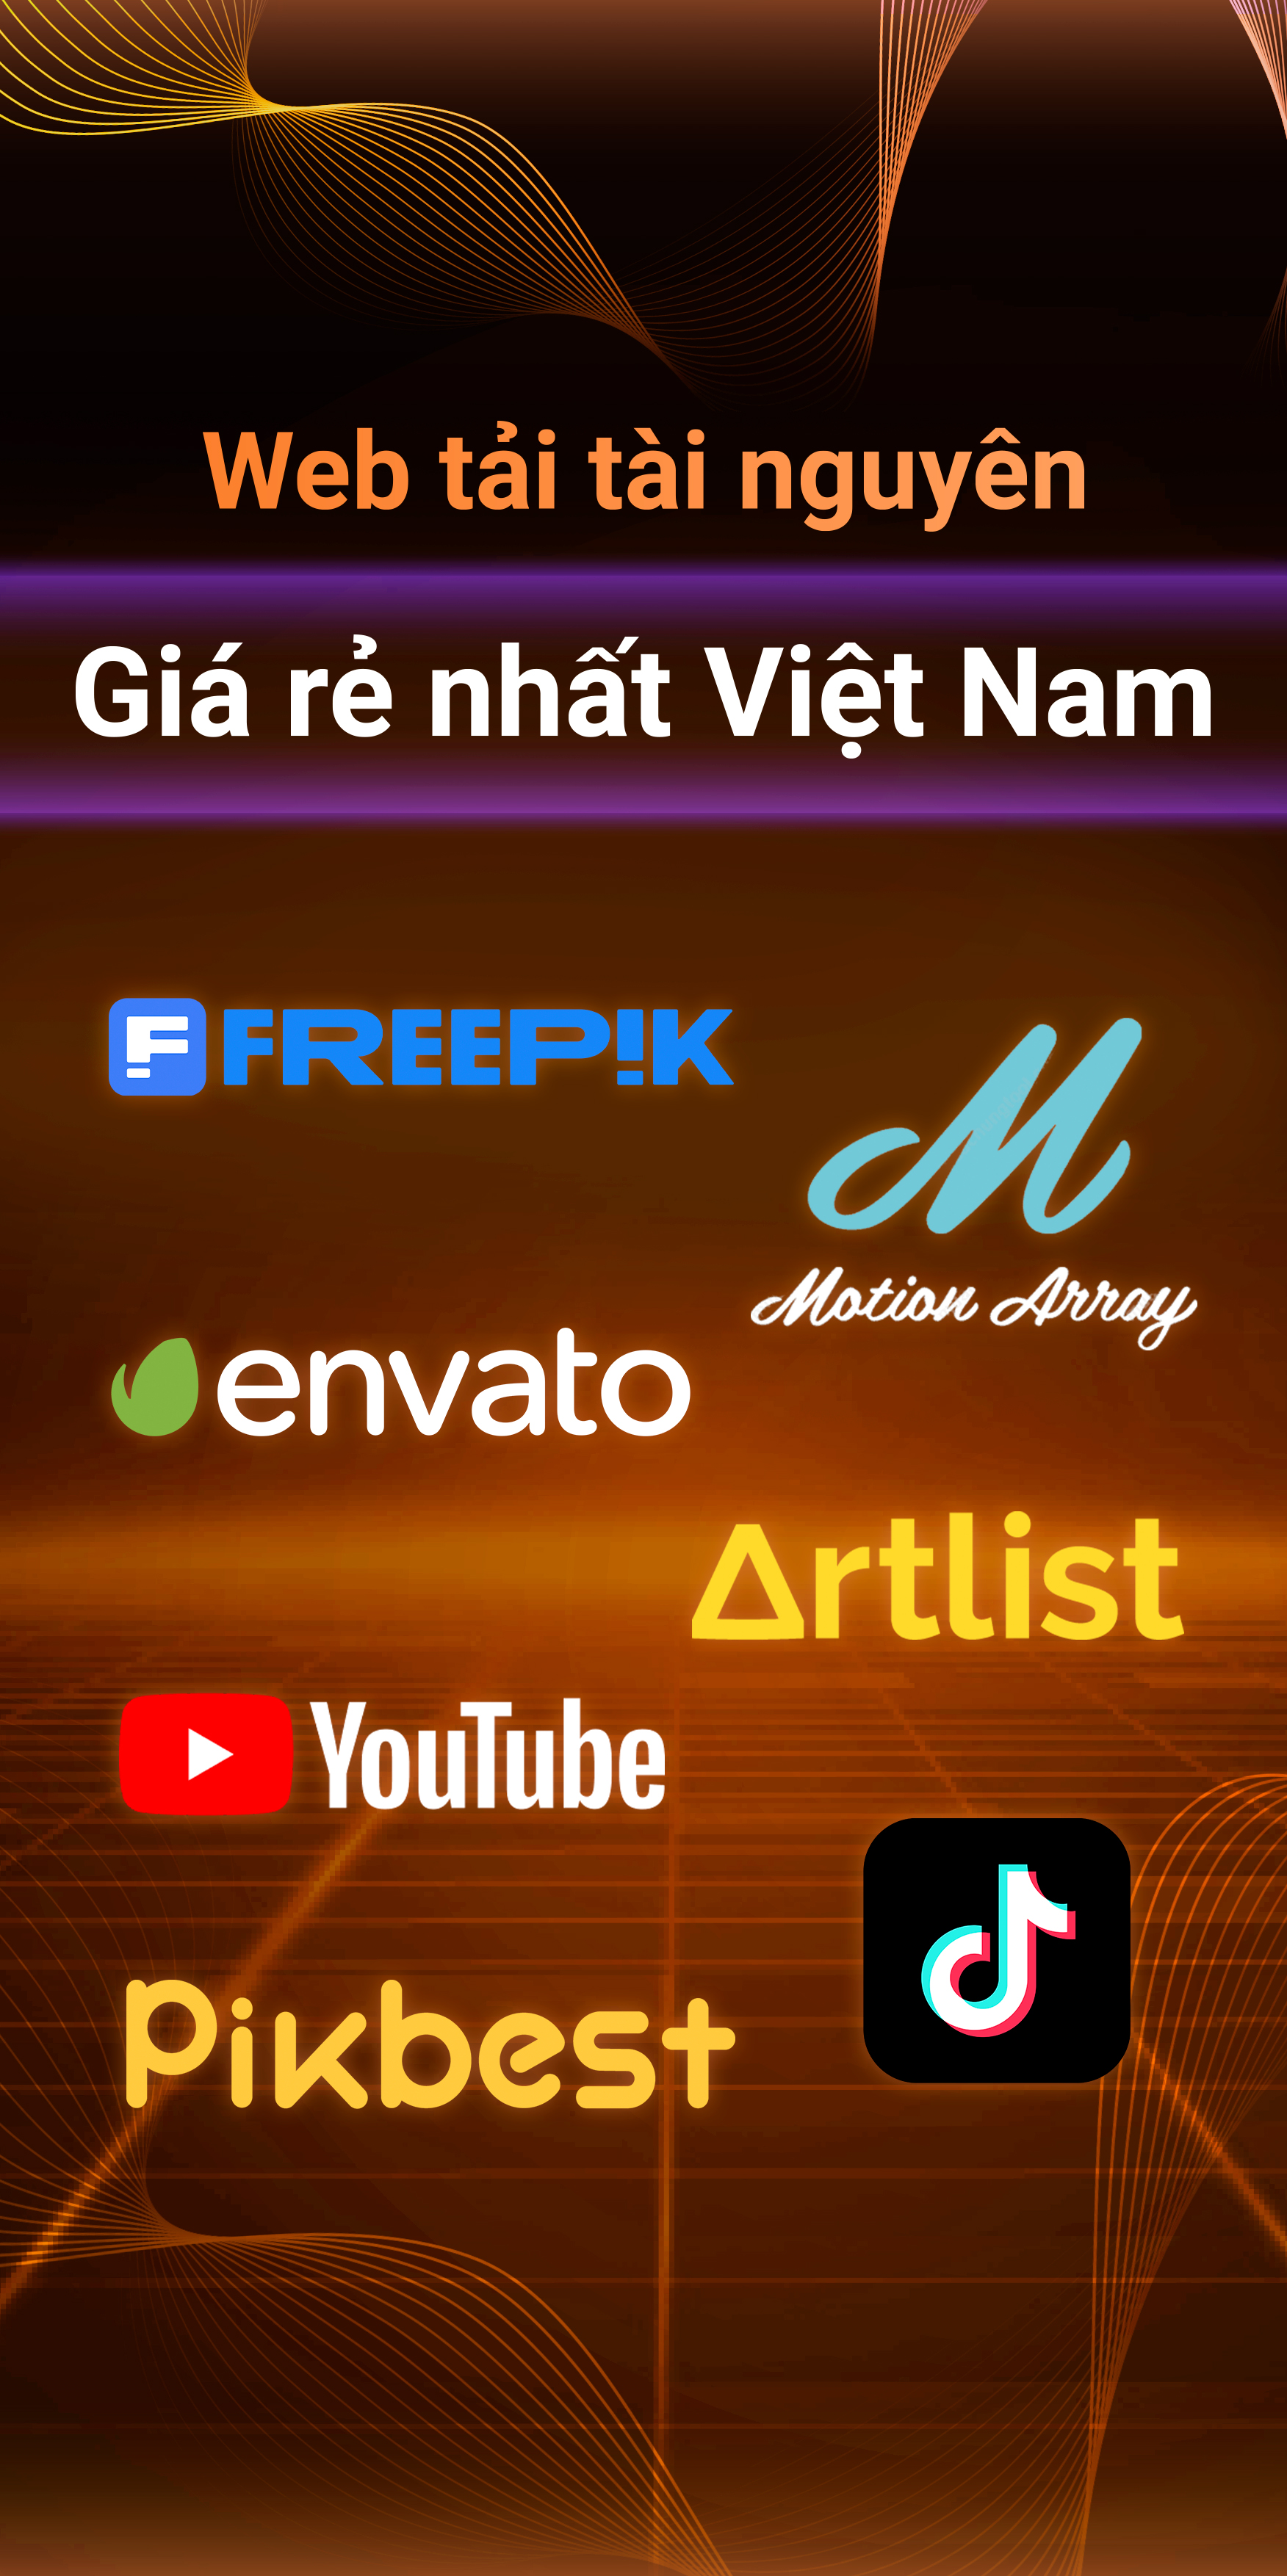 Web tải tài nguyên
Giá rẻ nhất Việt Nam
FREEP!K
Motion Array
envato
Artlist
YouTube
Pikbest